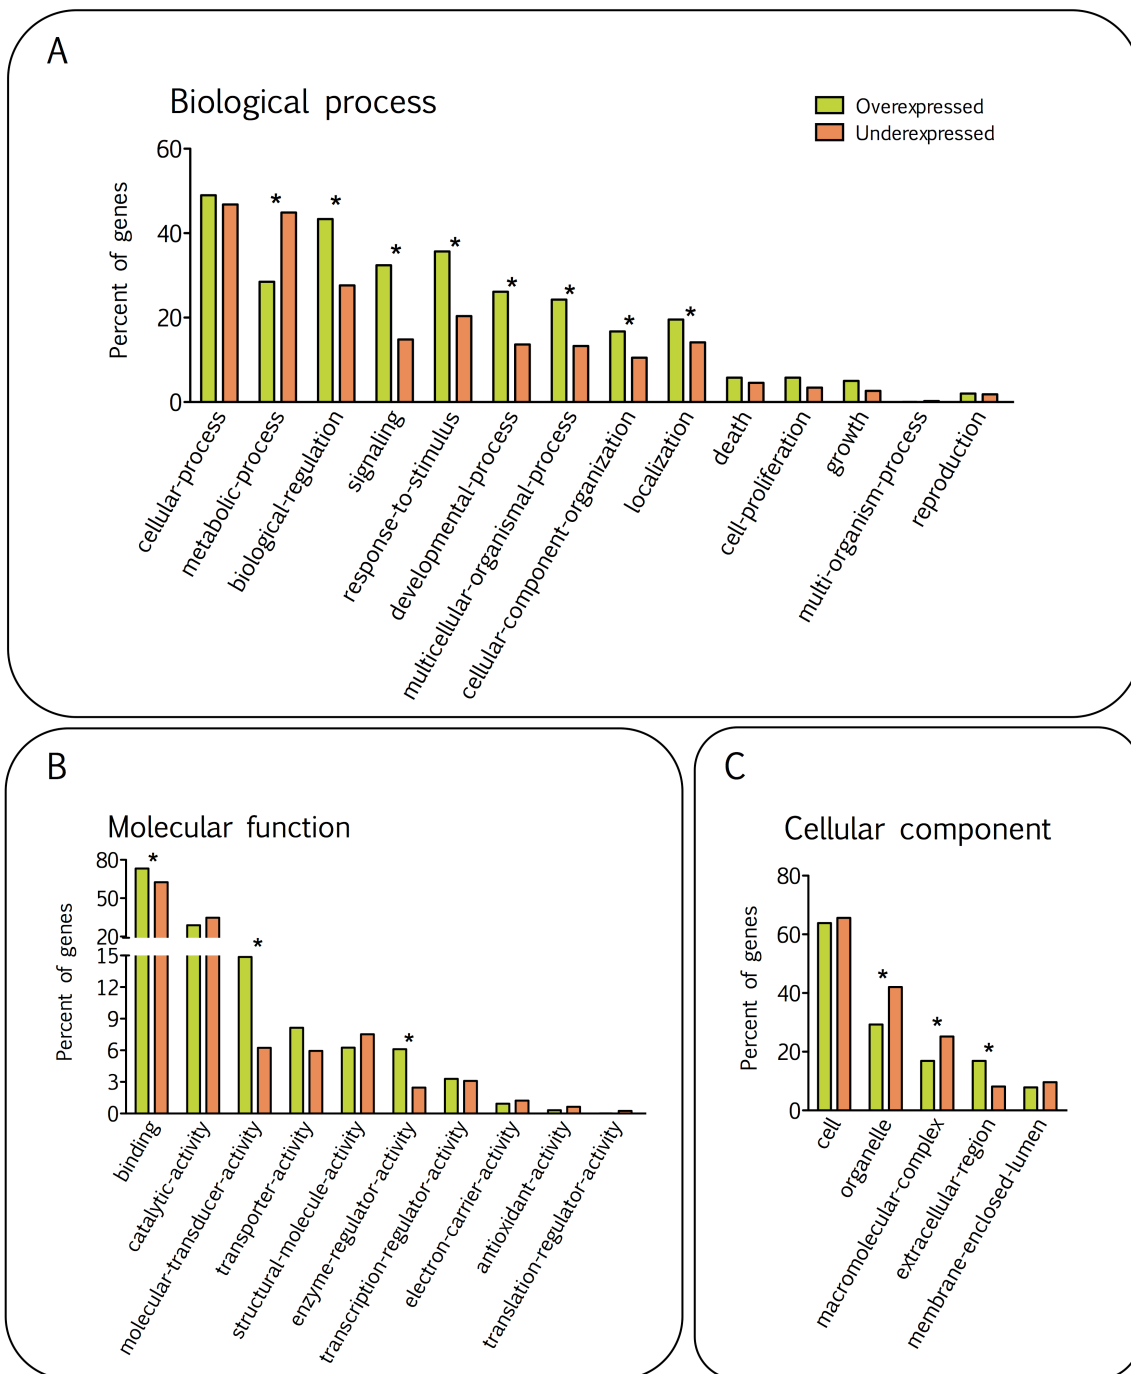 A
Biological process
Overexpressed
Underexpressed
Percent of genes
60
40
20
0
*
*
*
*
*
*
*
*
cellular-process
metabolic-process
biological-regulation
signaling
response-to-stimulus
developmental-process
multicellular-organismal-process
cellular-component-organization
localization
death
cell-proliferation
growth
multi-organism-process
reproduction
B
Molecular function
Percent of genes
80
50
20
15
12
9
6
3
0
*
*
*
binding
catalytic-activity
molecular-transducer-activity
transporter-activity
structural-molecule-activity
enzyme-regulator-activity
transcription-regulator-activity
electron-carrier-activity
antioxidant-activity
translation-regulator-activity
C
Cellular component
Percent of genes
80
60
40
20
0
*
*
*
cell
organelle
macromolecular-complex
extracellular-region
membrane-enclosed-lumen